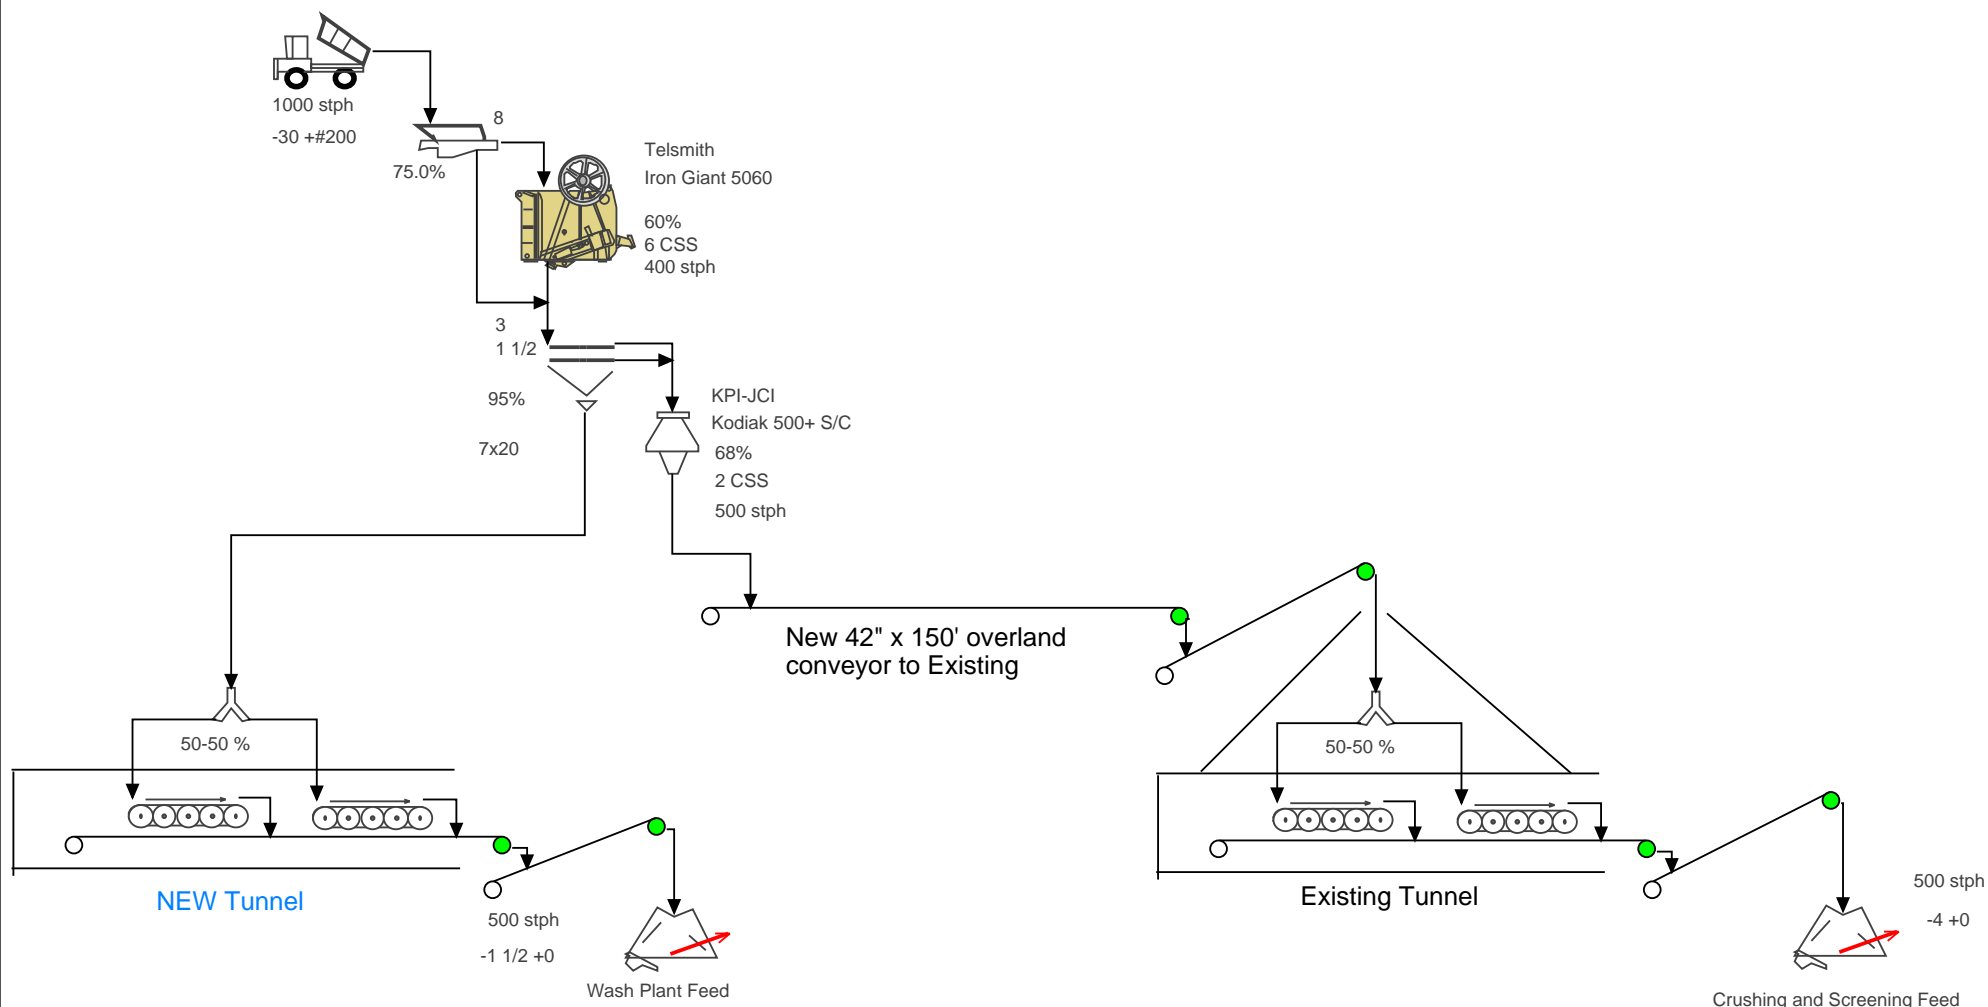 1000 stph
-30 +#200
8
75.0%
Telsmith
Iron Giant 5060
60%
6 CSS
400 stph
3
1 1/2
95%
7x20
KPI-JCI
Kodiak 500+ S/C
68%
2 CSS
500 stph
New 42" x 150' overland
conveyor to Existing
50-50 %
50-50 %
NEW Tunnel
Existing Tunnel
500 stph
-1 1/2 +0
Wash Plant Feed
500 stph
-4 +0
Crushing and Screening Feed